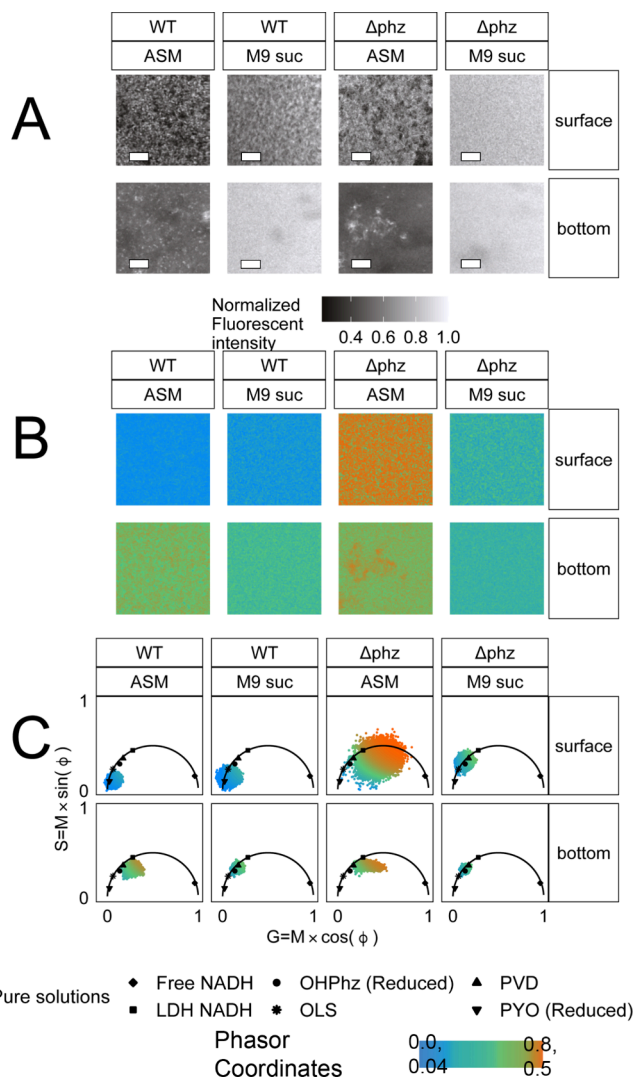 WT WT Δphz Δphz
ASM M9 suc ASM M9 suc
A
surface
bottom
Normalized
Fluorescent
intensity
0.4 0.6 0.8 1.0
WT WT Δphz Δphz
ASM M9 suc ASM M9 suc
B
surface
bottom
WT WT Δphz Δphz
ASM M9 suc ASM M9 suc
C
1
surface
0
S=M×sin(ϕ)
1
bottom
0
0 1 0 1 0 1 0 1
G=M×cos(ϕ)
Pure solutions
Free NADH OHPhz (Reduced) PVD
LDH NADH OLS PYO (Reduced)
Phasor
Coordinates
0.0, 0.8,
0.04 0.5